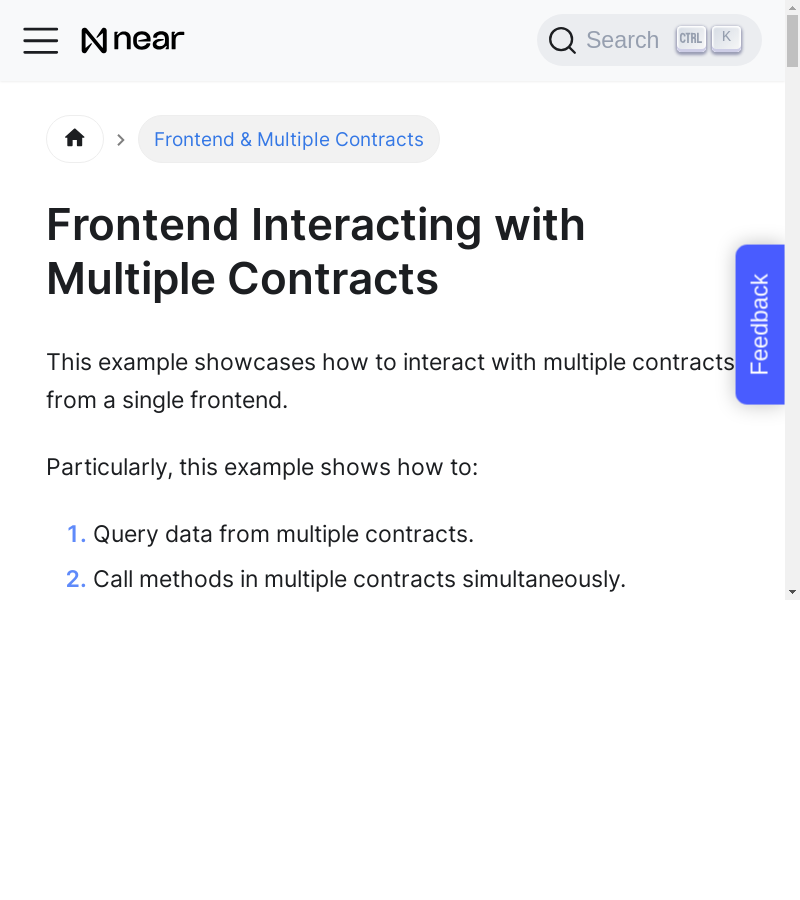 near
Search CTRL K
Frontend & Multiple Contracts
Frontend Interacting with
Multiple Contracts
Feedback
This example showcases how to interact with multiple contracts
from a single frontend.
Particularly, this example shows how to:
1. Query data from multiple contracts.
2. Call methods in multiple contracts simultaneously.